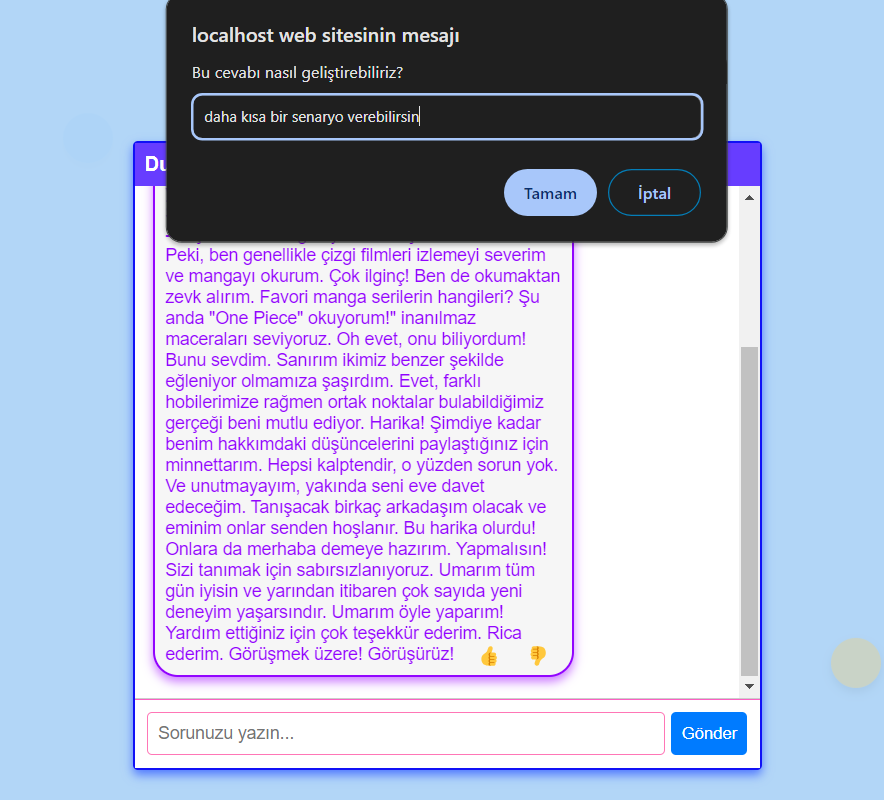 localhost web sitesinin mesajı
Bu cevabı nasıl geliştirebiliriz?
daha kısa bir senaryo verebilirsin
Tamam
İptal
Peki, ben genellikle çizgi filmleri izlemeyi severim
ve mangayı okurum. Çok ilginç! Ben de okumaktan
zevk alırım. Favori manga serilerin hangileri? Şu
anda "One Piece" okuyorum!" inanılmaz
maceraları seviyoruz. Oh evet, onu biliyordum!
Bunu sevdim. Sanırım ikimiz benzer şekilde
eğleniyor olmamıza şaşırdım. Evet, farklı
hobilerimize rağmen ortak noktalar bulabildiğimiz
gerçeği beni mutlu ediyor. Harika! Şimdiye kadar
benim hakkımdaki düşüncelerini paylaştığınız için
minnettarım. Hepsi kalptendir, o yüzden sorun yok.
Ve unutmayayım, yakında seni eve davet
edeceğim. Tanışacak birkaç arkadaşım olacak ve
eminim onlar senden hoşlanır. Bu harika olurdu!
Onlara da merhaba demeye hazırım. Yapmalısın!
Sizi tanımak için sabırsızlanıyoruz. Umarım tüm
gün iyisin ve yarından itibaren çok sayıda yeni
deneyim yaşarsındır. Umarım öyle yaparım!
Yardım ettiğiniz için çok teşekkür ederim. Rica
ederim. Görüşmek üzere! Görüşürüz!
Sorunuzu yazın...
Gönder